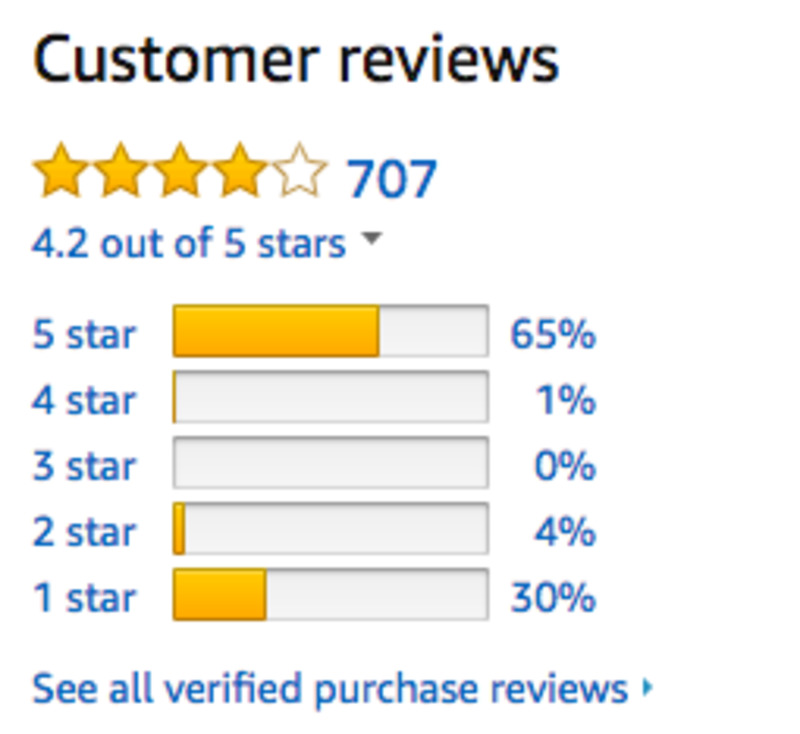 Customer reviews
707
4.2 out of 5 stars
5 star 65%
4 star 1%
3 star 0%
2 star 4%
1 star 30%
See all verified purchase reviews